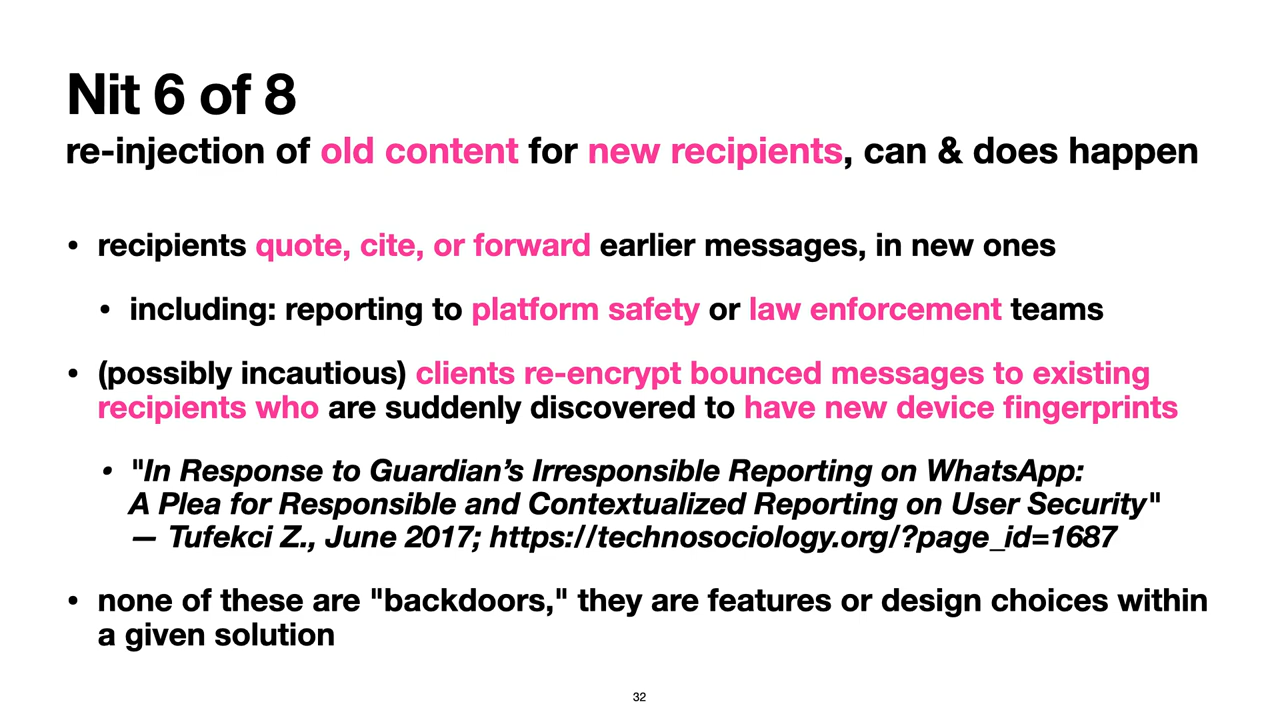 Nit 6 of 8
re-injection of old content for new recipients, can & does happen
• recipients quote, cite, or forward earlier messages, in new ones
• including: reporting to platform safety or law enforcement teams
• (possibly incautious) clients re-encrypt bounced messages to existing
recipients who are suddenly discovered to have new device fingerprints
• "In Response to Guardian’s Irresponsible Reporting on WhatsApp:
A Plea for Responsible and Contextualized Reporting on User Security"
— Tufekci Z., June 2017; https://technosociology.org/?page_id=1687
• none of these are "backdoors," they are features or design choices within
a given solution
32